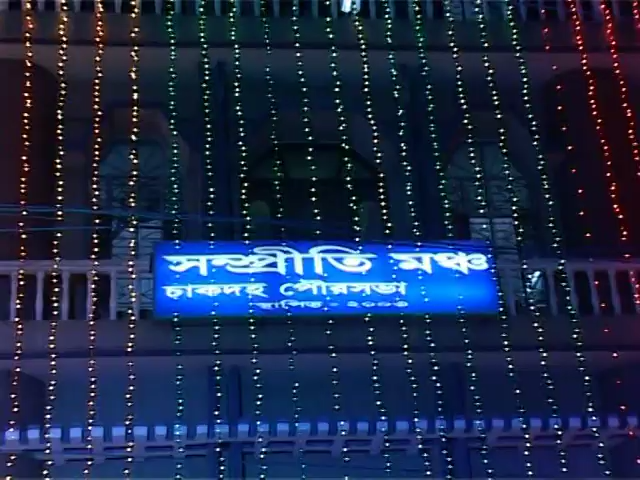 সম্প্রীতি মঞ্চ
চাকদহ পৌরসভা
স্থাপিত -